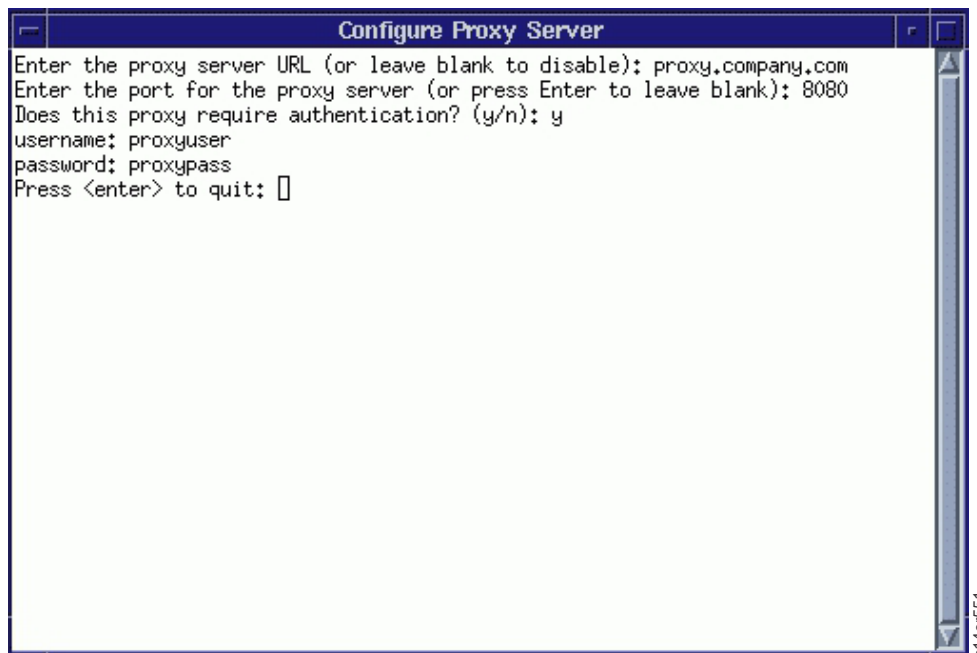 Configure Proxy Server
Enter the proxy server URL (or leave blank to disable): proxy.company.com
Enter the port for the proxy server (or press Enter to leave blank): 8080
Does this proxy require authentication? (y/n): y
username: proxyuser
password: proxypass
Press <enter> to quit: